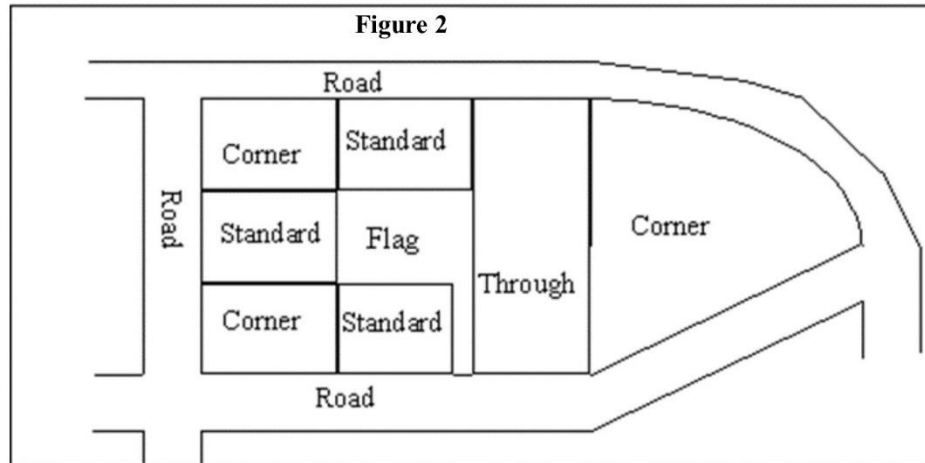 Figure 2
Road
Standard
Corner
Road
Standard
Flag
Corner
Through
Corner
Standard
Road